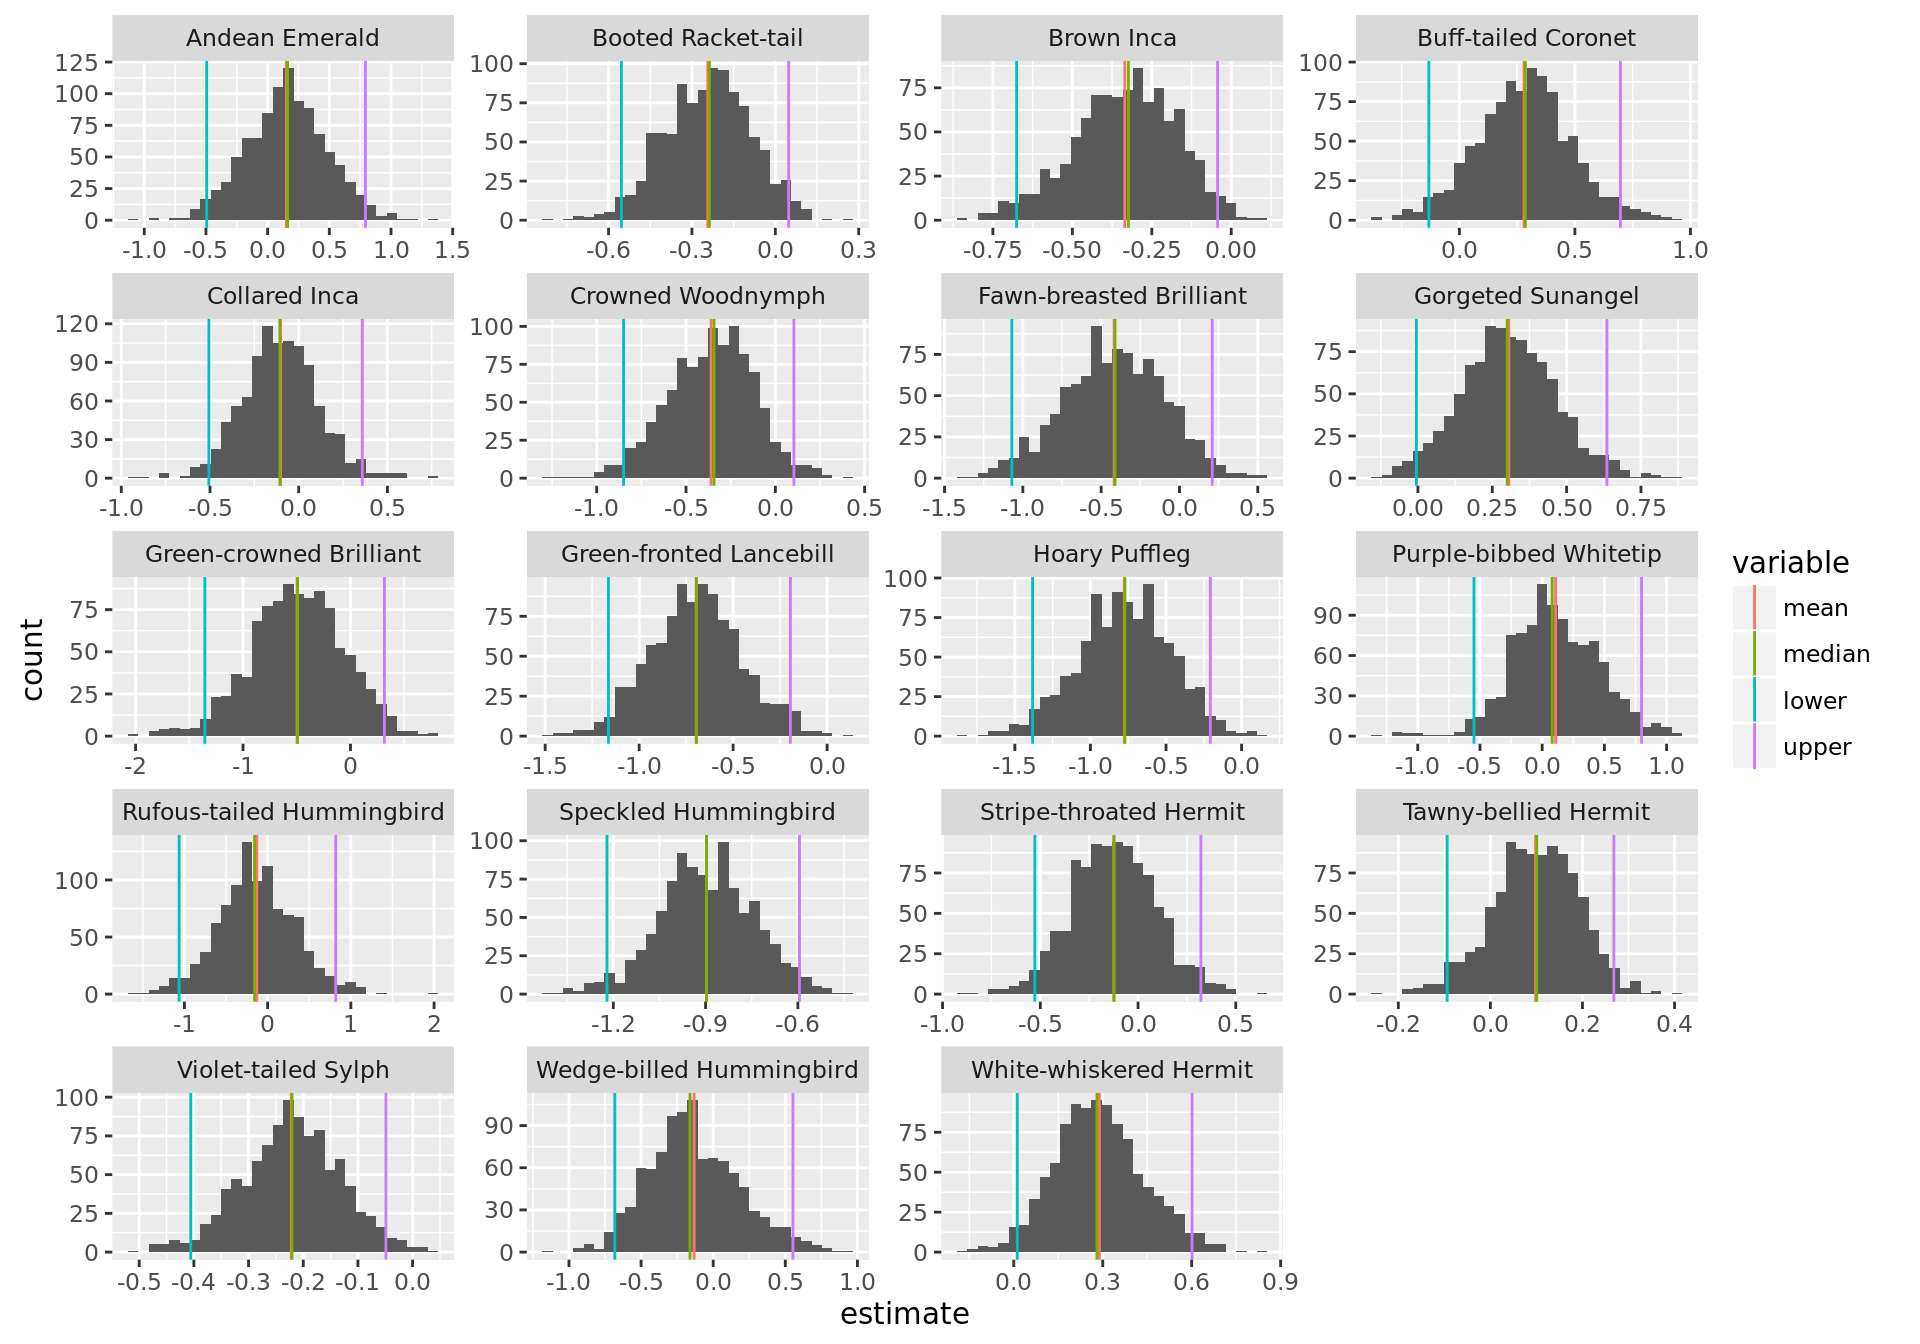 Andean Emerald Booted Racket-tail Brown Inca Buff-tailed Coronet
125
100
75
50
25
0
100
75
50
25
0
75
50
25
0
100
75
50
25
0
-1.0 -0.5 0.0 0.5 1.0 1.5
-0.6 -0.3 0.0 0.3
-0.75 -0.50 -0.25 0.00
0.0 0.5 1.0
Collared Inca Crowned Woodnymph Fawn-breasted Brilliant Gorgeted Sunangel
120
90
60
30
0
100
75
50
25
0
75
50
25
0
75
50
25
0
-1.0 -0.5 0.0 0.5
-1.0 -0.5 0.0 0.5
-1.5 -1.0 -0.5 0.0 0.5
0.00 0.25 0.50 0.75
Green-crowned Brilliant Green-fronted Lancebill Hoary Puffleg Purple-bibbed Whitetip
75
50
25
0
75
50
25
0
100
75
50
25
0
90
60
30
0
-2 -1 0
-1.5 -1.0 -0.5 0.0
-1.5 -1.0 -0.5 0.0
-1.0 -0.5 0.0 0.5 1.0
Rufous-tailed Hummingbird Speckled Hummingbird Stripe-throated Hermit Tawny-bellied Hermit
100
50
0
100
75
50
25
0
75
50
25
0
75
50
25
0
-1 0 1 2
-1.2 -0.9 -0.6
-1.0 -0.5 0.0 0.5
-0.2 0.0 0.2 0.4
Violet-tailed Sylph Wedge-billed Hummingbird White-whiskered Hermit
100
75
50
25
0
90
60
30
0
75
50
25
0
-0.5 -0.4 -0.3 -0.2 -0.1 0.0
-1.0 -0.5 0.0 0.5 1.0
0.0 0.3 0.6 0.9
count
estimate
variable
mean
median
lower
upper